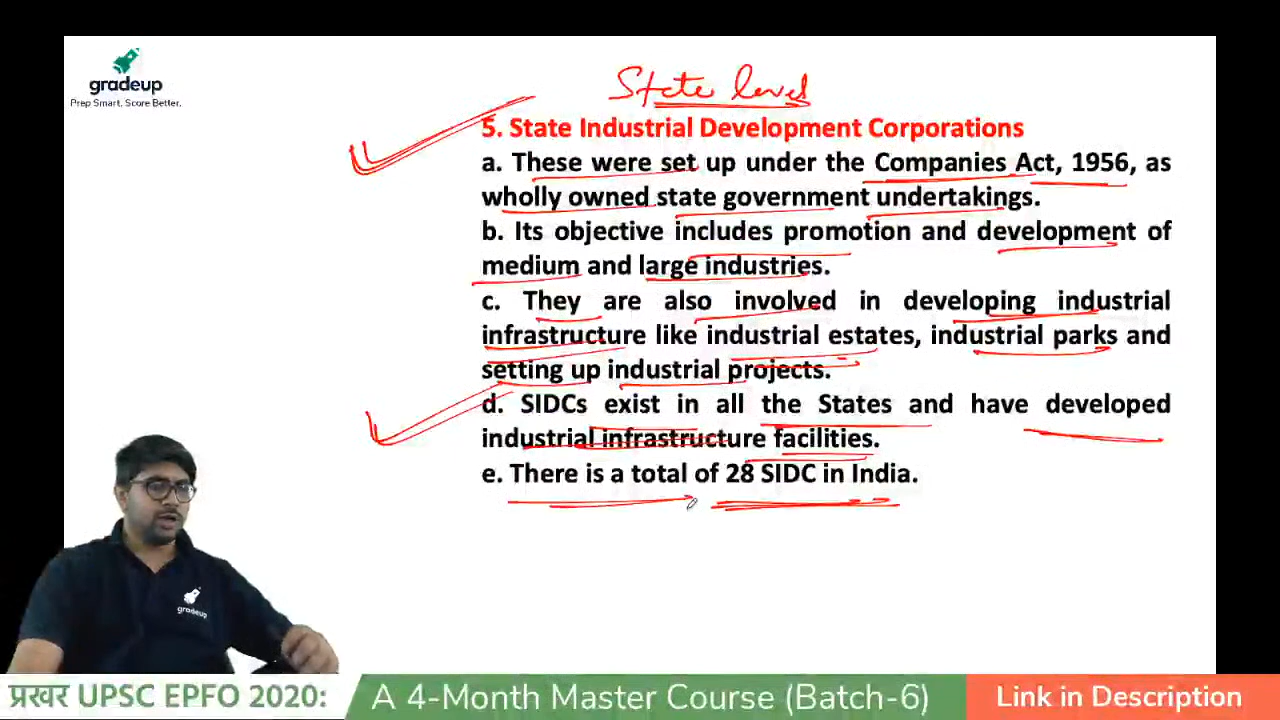 gradeup
Prep Smart. Score Better.
State level
5. State Industrial Development Corporations
a. These were set up under the Companies Act, 1956, as
wholly owned state government undertakings.
b. Its objective includes promotion and development of
medium and large industries.
c. They are also involved in developing industrial
infrastructure like industrial estates, industrial parks and
setting up industrial projects.
d. SIDCs exist in all the States and have developed
industrial infrastructure facilities.
e. There is a total of 28 SIDC in India.
gradeup
प्रखर UPSC EPFO 2020: A 4-Month Master Course (Batch-6) Link in Description